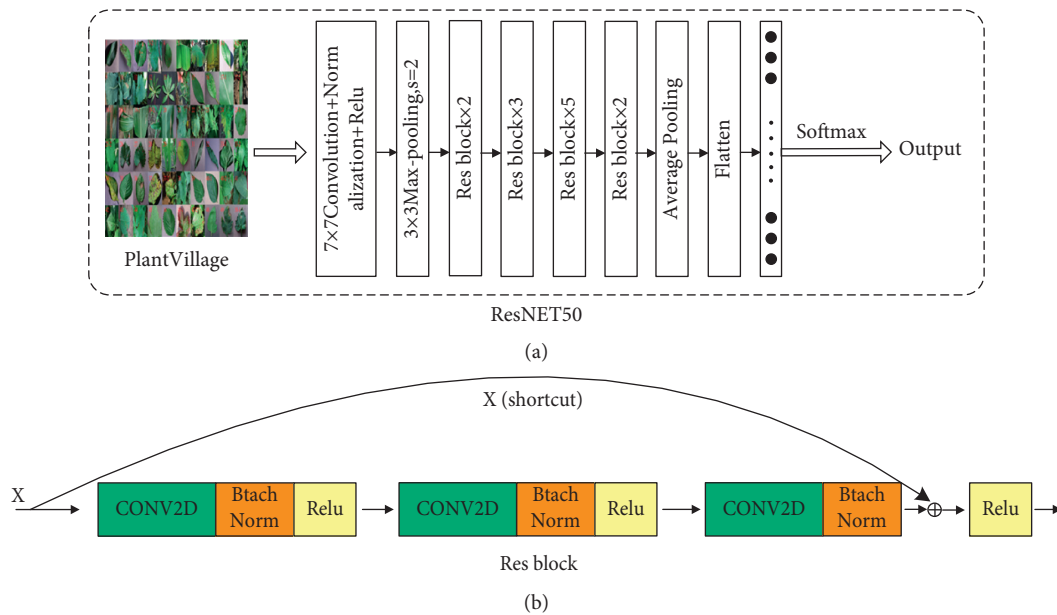 PlantVillage
7×7Convolution+Norm
alization+Relu
3×3Max-pooling,s=2
Res block×2
Res block×3
Res block×5
Res block×2
Average Pooling
Flatten
Softmax
Output
ResNET50
(a)
X (shortcut)
X
CONV2D
Btach
Norm
Relu
CONV2D
Btach
Norm
Relu
CONV2D
Btach
Norm
Relu
Res block
(b)